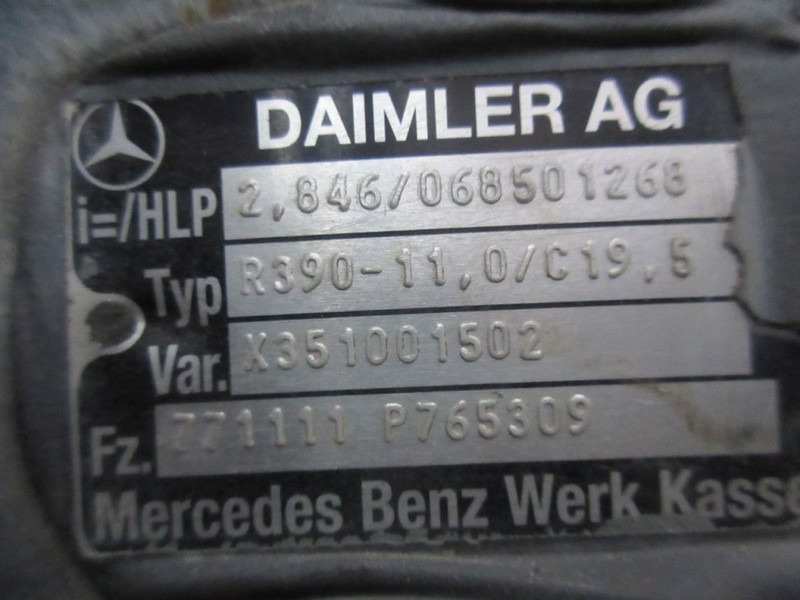 DAIMLER AG
i=/HLP 2,846/068501268
Typ R390-11,0/C19,5
Var. X351001502
Fz. 771111 P765309
Mercedes Benz Werk Kasse